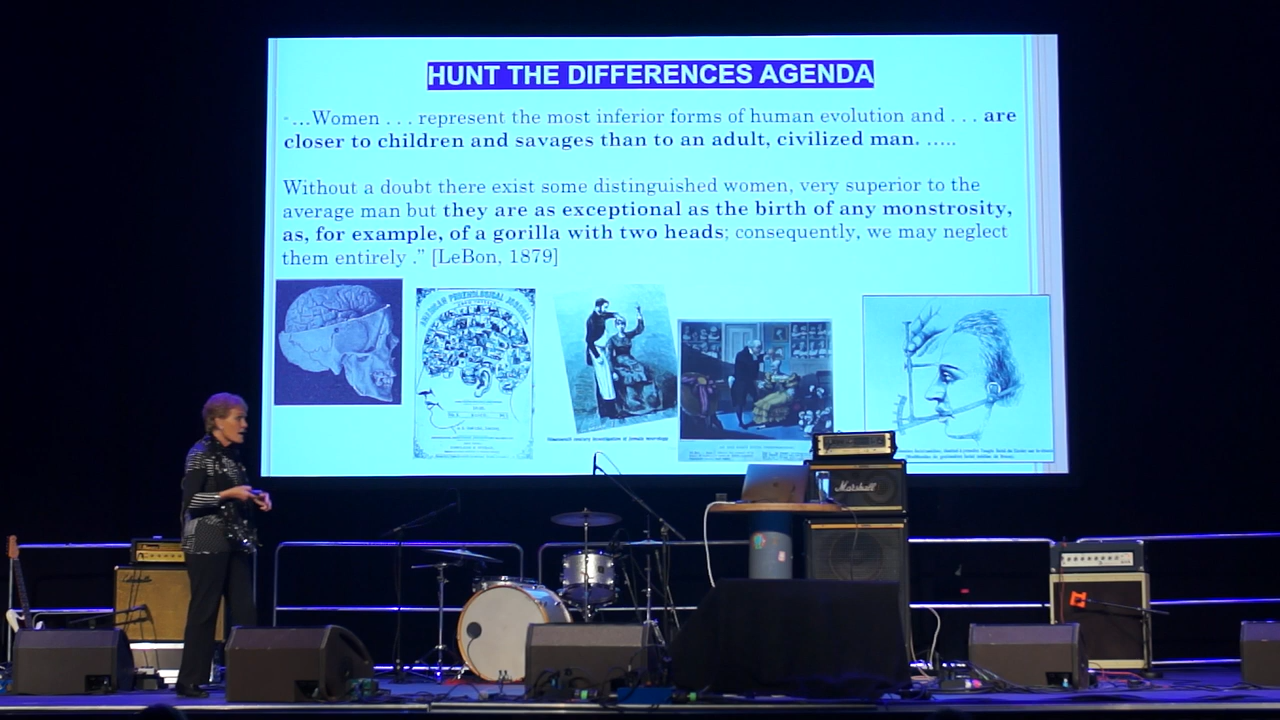 HUNT THE DIFFERENCES AGENDA
-…Women . . . represent the most inferior forms of human evolution and . . . are
closer to children and savages than to an adult, civilized man. …..
Without a doubt there exist some distinguished women, very superior to the
average man but they are as exceptional as the birth of any monstrosity,
as, for example, of a gorilla with two heads; consequently, we may neglect
them entirely .” [LeBon, 1879]
PHRENOLOGICAL JOURNAL
Marshall